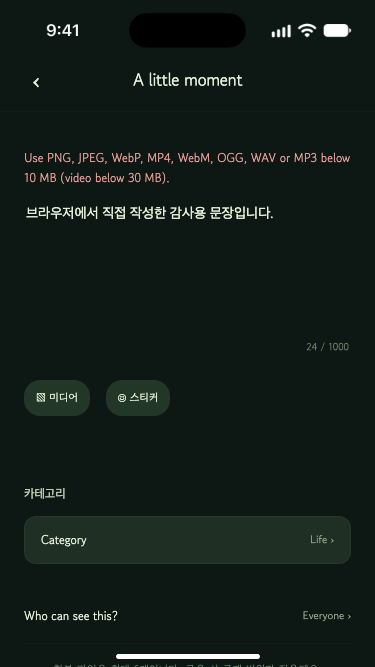 9:41
A little moment
Use PNG, JPEG, WebP, MP4, WebM, OGG, WAV or MP3 below
10 MB (video below 30 MB).
브라우저에서 직접 작성한 감사용 문장입니다.
24 / 1000
미디어
스티커
카테고리
Category
Life ›
Who can see this?
Everyone ›